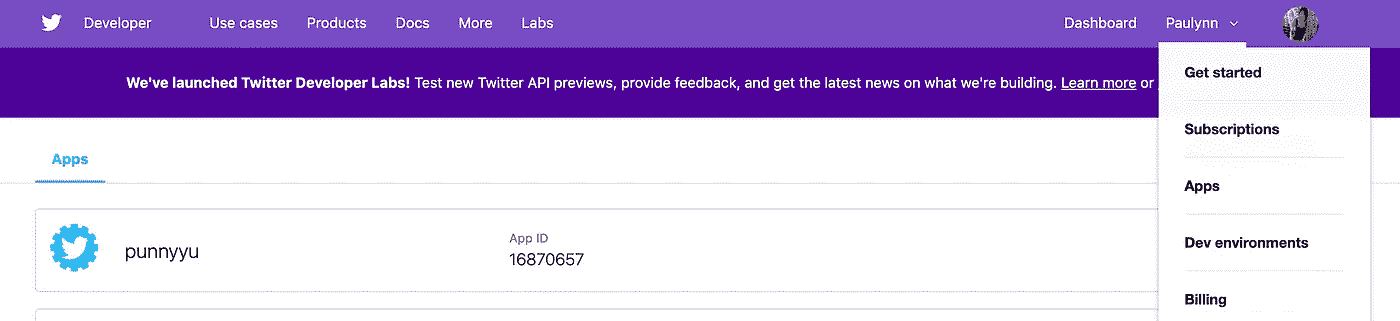 Developer Use cases Products Docs More Labs Dashboard Paulynn
We've launched Twitter Developer Labs! Test new Twitter API previews, provide feedback, and get the latest news on what we're building. Learn more or
Get started
Subscriptions
Apps
Dev environments
Billing
Apps
punnyyu
App ID
16870657